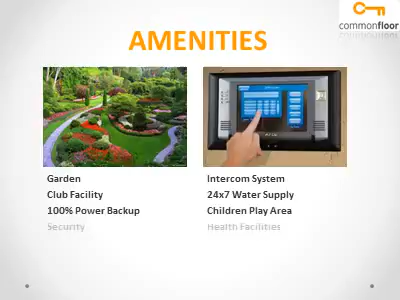 commonfloor
AMENITIES
Garden
Club Facility
100% Power Backup
Security
Intercom System
24x7 Water Supply
Children Play Area
Health Facilities